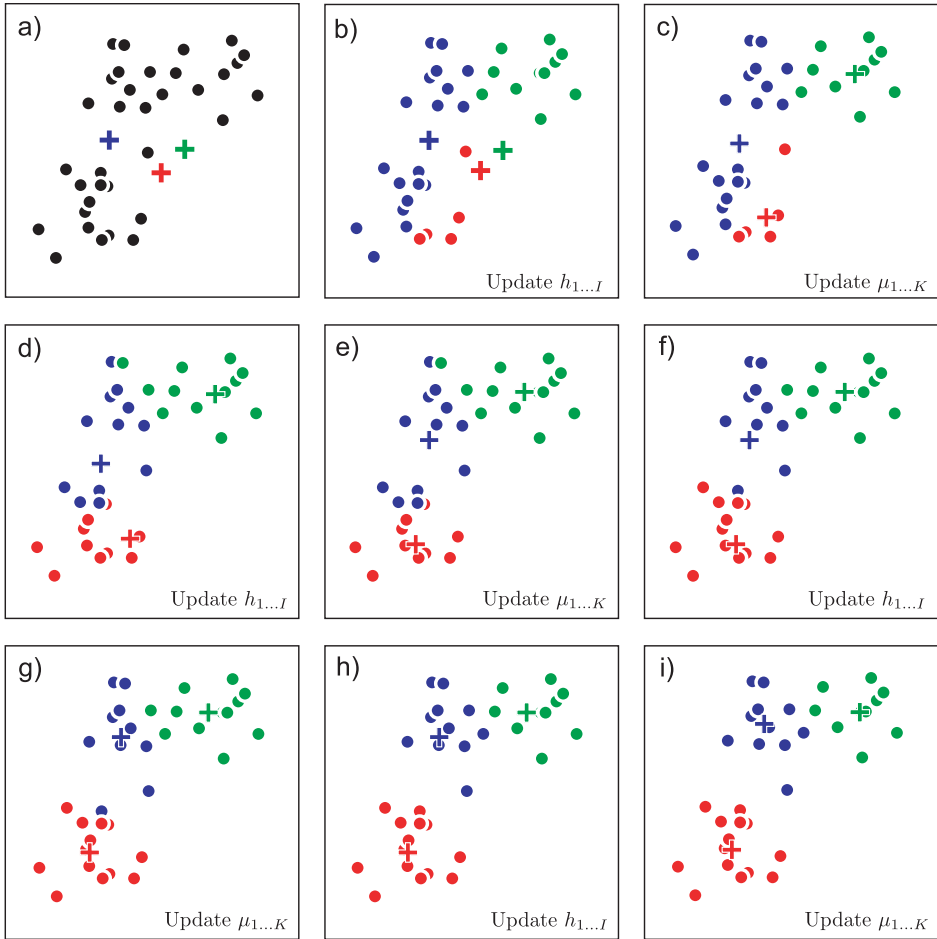 a)
b)
Update h₁...I
c)
Update μ₁...K
d)
Update h₁...I
e)
Update μ₁...K
f)
Update h₁...I
g)
Update μ₁...K
h)
Update h₁...I
i)
Update μ₁...K